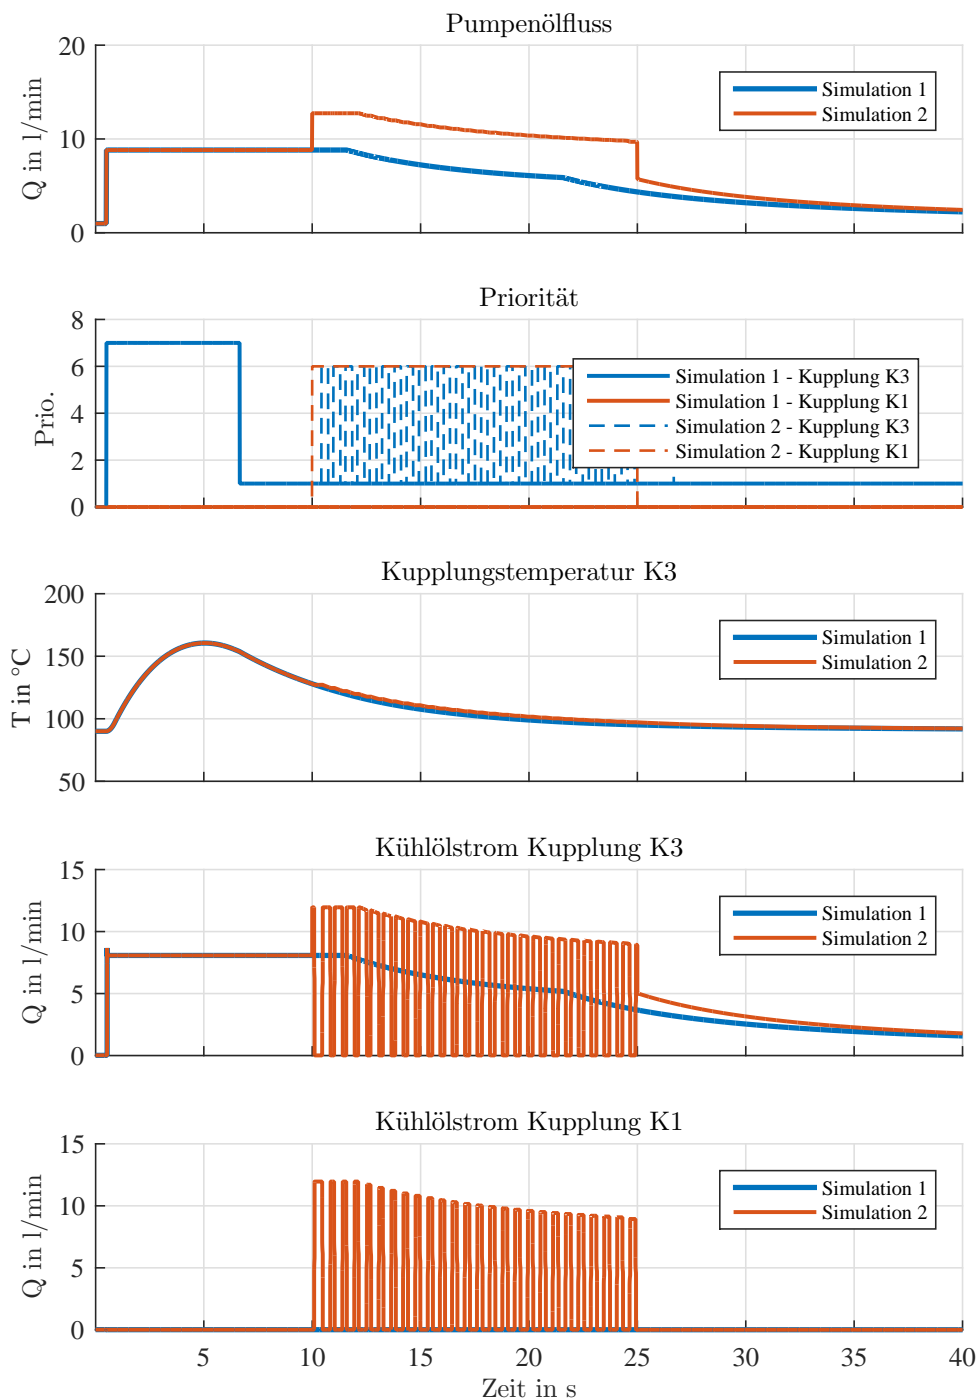 Pumpenölfluss
20
10
0
Q in l/min
Simulation 1
Simulation 2
Priorität
8
6
4
2
0
Prio.
Simulation 1 - Kupplung K3
Simulation 1 - Kupplung K1
Simulation 2 - Kupplung K3
Simulation 2 - Kupplung K1
Kupplungstemperatur K3
200
150
100
50
T in °C
Simulation 1
Simulation 2
Kühlölstrom Kupplung K3
15
10
5
0
Q in l/min
Simulation 1
Simulation 2
Kühlölstrom Kupplung K1
15
10
5
0
Q in l/min
Simulation 1
Simulation 2
5 10 15 20 25 30 35 40
Zeit in s